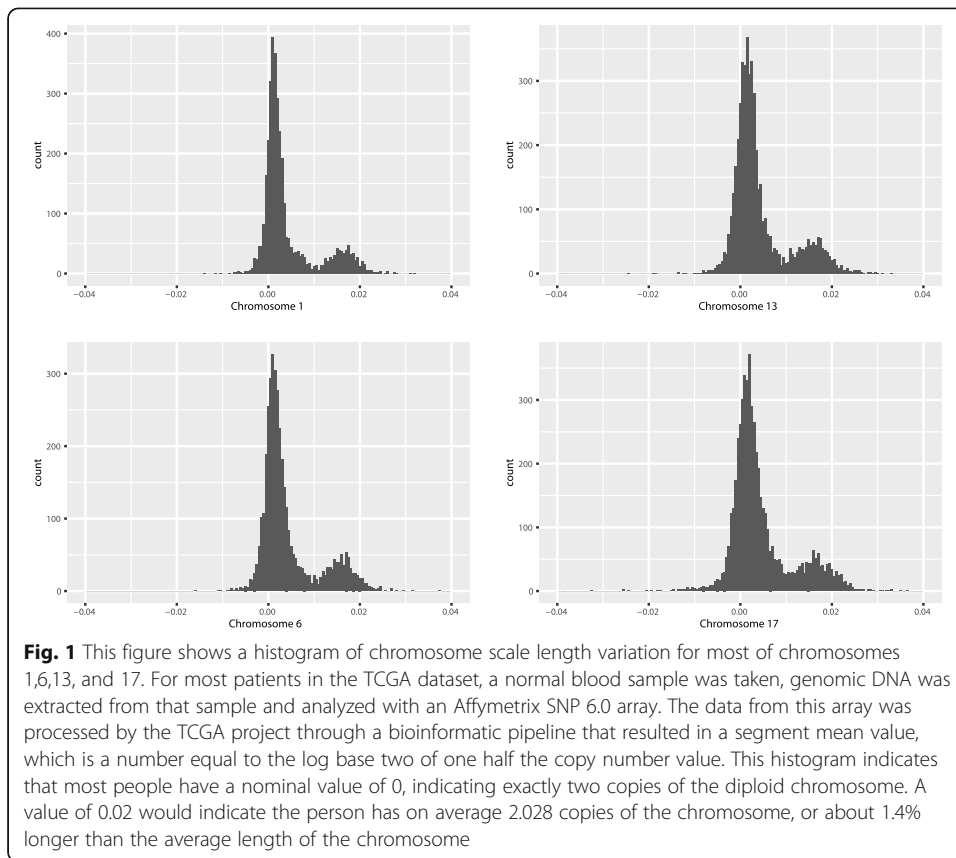 400
300
200
100
0
count
−0.04
−0.02
0.00
0.02
0.04
Chromosome 1
300
200
100
0
count
−0.04
−0.02
0.00
0.02
0.04
Chromosome 13
300
200
100
0
count
−0.04
−0.02
0.00
0.02
0.04
Chromosome 6
300
200
100
0
count
−0.04
−0.02
0.00
0.02
0.04
Chromosome 17
Fig. 1 This figure shows a histogram of chromosome scale length variation for most of chromosomes
1,6,13, and 17. For most patients in the TCGA dataset, a normal blood sample was taken, genomic DNA was
extracted from that sample and analyzed with an Affymetrix SNP 6.0 array. The data from this array was
processed by the TCGA project through a bioinformatic pipeline that resulted in a segment mean value,
which is a number equal to the log base two of one half the copy number value. This histogram indicates
that most people have a nominal value of 0, indicating exactly two copies of the diploid chromosome. A
value of 0.02 would indicate the person has on average 2.028 copies of the chromosome, or about 1.4%
longer than the average length of the chromosome